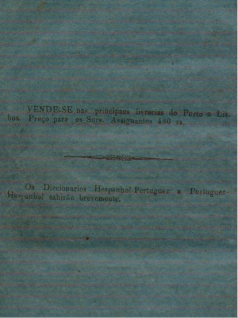 VENDE-SE nas principaes livrarias do Porto e Lis-
boa. Preço para os Snrs. Assignantes 480 rs.
Os Diccionarios Hespanhol-Portuguez e Portuguez-
Hespanhol sahirão brevemente.